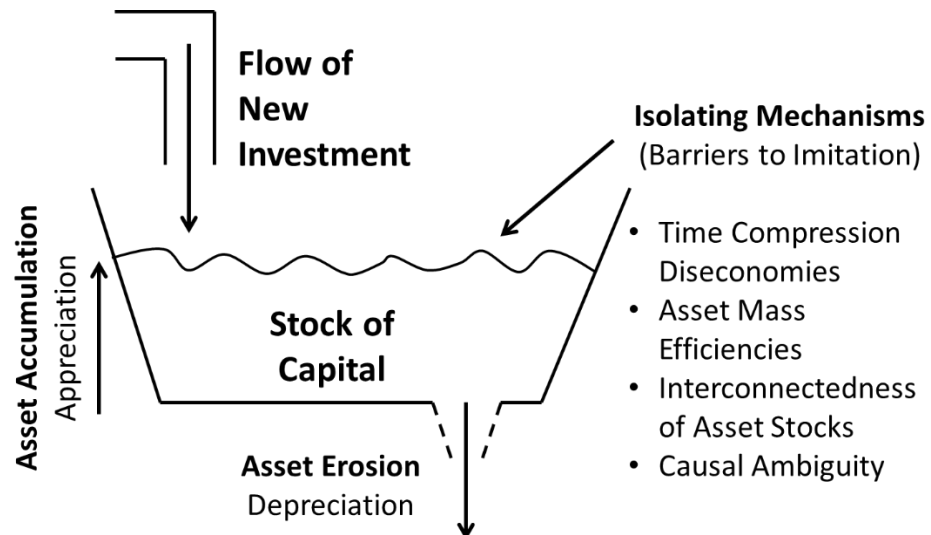 Flow of
New
Investment
Isolating Mechanisms
(Barriers to Imitation)
• Time Compression
Diseconomies
• Asset Mass
Efficiencies
• Interconnectedness
of Asset Stocks
• Causal Ambiguity
Asset Accumulation
Appreciation
Stock of
Capital
Asset Erosion
Depreciation